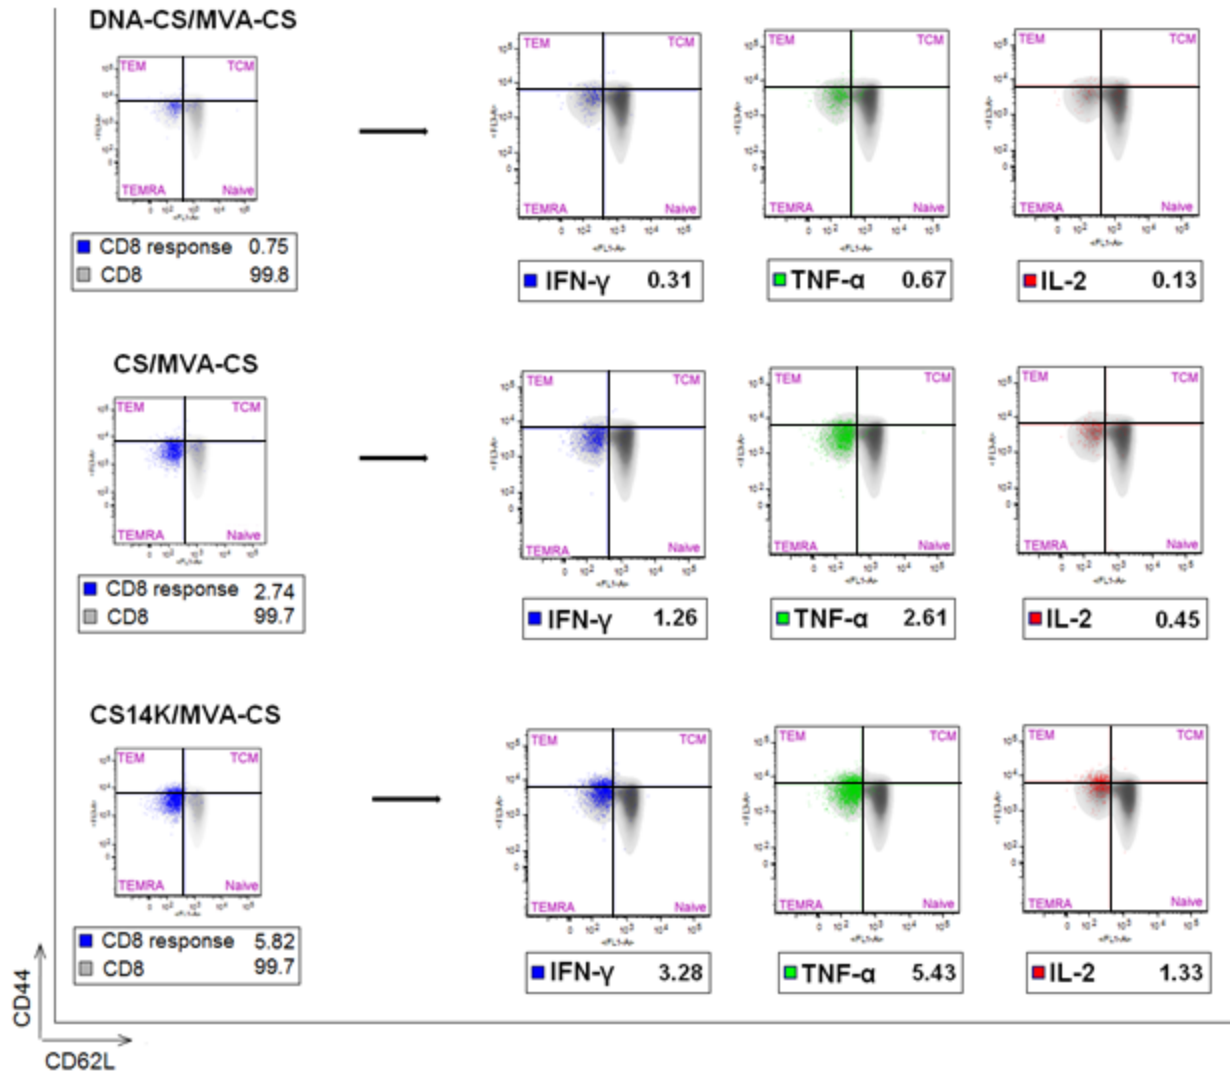 DNA-CS/MVA-CS
TEM TCM
TEMRA Naive
CD8 response 0.75
CD8 99.8
TEM TCM
TEMRA Naive
IFN-γ 0.31
TEM TCM
TEMRA Naive
TNF-α 0.67
TEM TCM
TEMRA Naive
IL-2 0.13
CS/MVA-CS
TEM TCM
TEMRA Naive
CD8 response 2.74
CD8 99.7
TEM TCM
TEMRA Naive
IFN-γ 1.26
TEM TCM
TEMRA Naive
TNF-α 2.61
TEM TCM
TEMRA Naive
IL-2 0.45
CS14K/MVA-CS
TEM TCM
TEMRA Naive
CD8 response 5.82
CD8 99.7
TEM TCM
TEMRA Naive
IFN-γ 3.28
TEM TCM
TEMRA Naive
TNF-α 5.43
TEM TCM
TEMRA Naive
IL-2 1.33
CD44
CD62L